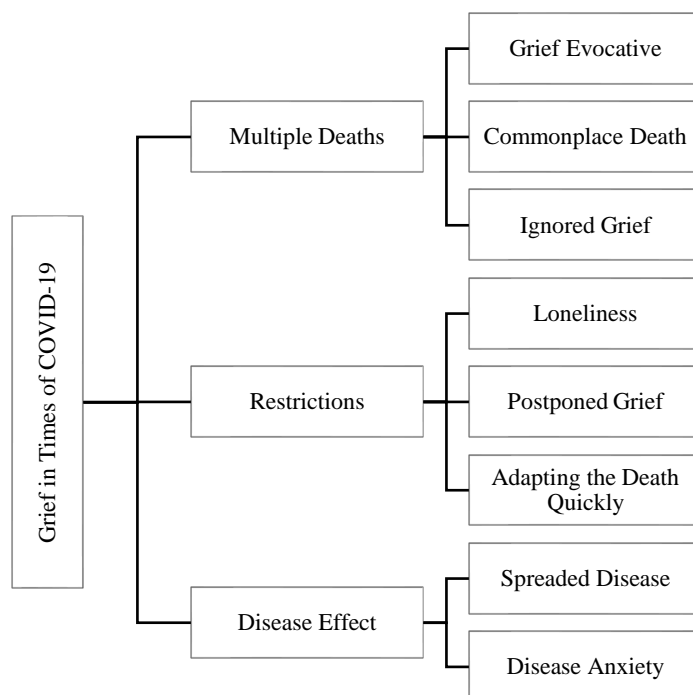 Grief in Times of COVID-19
Multiple Deaths
Grief Evocative
Commonplace Death
Ignored Grief
Restrictions
Loneliness
Postponed Grief
Adapting the Death
Quickly
Disease Effect
Spreaded Disease
Disease Anxiety